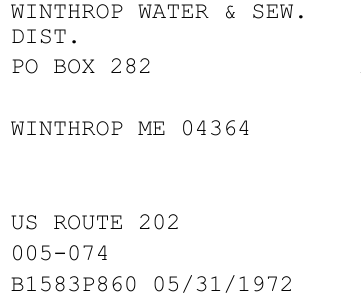 WINTHROP WATER & SEW.
DIST.
PO BOX 282
WINTHROP ME 04364
US ROUTE 202
005-074
B1583P860 05/31/1972